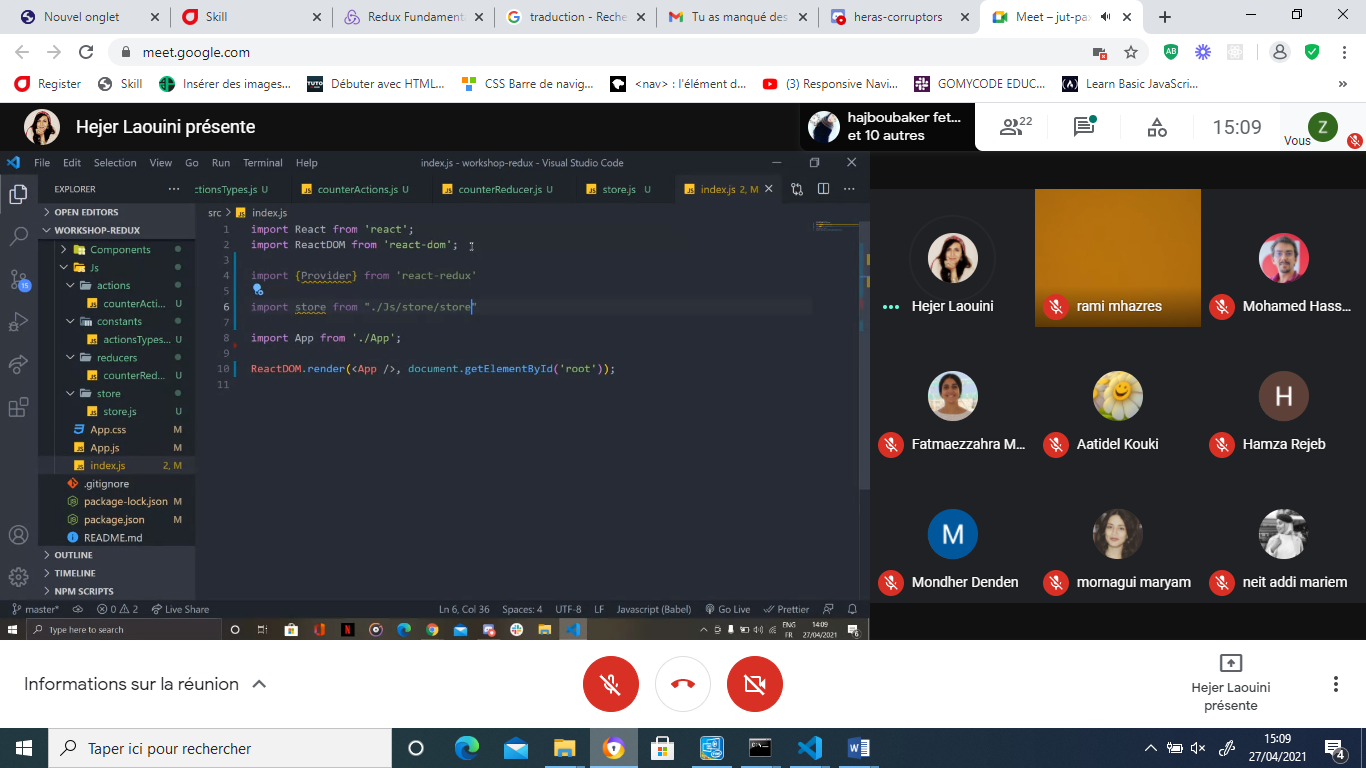 Nouvel onglet
Skill
Redux Fundament
traduction - Reche
Tu as manqué des
heras-corruptors
Meet – jut-pa
meet.google.com
Register
Skill
Insérer des images...
Débuter avec HTML...
CSS Barre de navig...
<nav> : l'élément d...
(3) Responsive Navi...
GOMYCODE EDUC...
Learn Basic JavaScri...
»
Hejer Laouini présente
hajboubaker fet...
et 10 autres
22
15:09
Vous
Z
File Edit Selection View Go Run Terminal Help
index.js - workshop-redux - Visual Studio Code
EXPLORER
ctionsTypes.js U
counterActions.js U
counterReducer.js U
store.js U
index.js 2, M
OPEN EDITORS
WORKSHOP-REDUX
Components
Js
actions
counterActi... U
constants
actionsTypes... U
reducers
counterRed... U
store
store.js U
App.css M
App.js M
index.js 2, M
.gitignore
package-lock.json M
package.json M
README.md
OUTLINE
TIMELINE
NPM SCRIPTS
15
src > index.js
1 import React from 'react';
2 import ReactDOM from 'react-dom';
3
4 import {Provider} from 'react-redux'
5
6 import store from "./Js/store/store"
7
8 import App from './App';
9
10 ReactDOM.render(<App />, document.getElementById('root'));
11
master* 0 2 Live Share
Ln 6, Col 36 Spaces: 4 UTF-8 LF Javascript (Babel) Go Live Prettier
Type here to search
ENG
FR
14:09
27/04/2021
6
Hejer Laouini
rami mhazres
Mohamed Hass...
Fatmaezzahra M...
Aatidel Kouki
H
Hamza Rejeb
M
Mondher Denden
mornagui maryam
neit addi mariem
Informations sur la réunion
Hejer Laouini
présente
Taper ici pour rechercher
15:09
27/04/2021
4